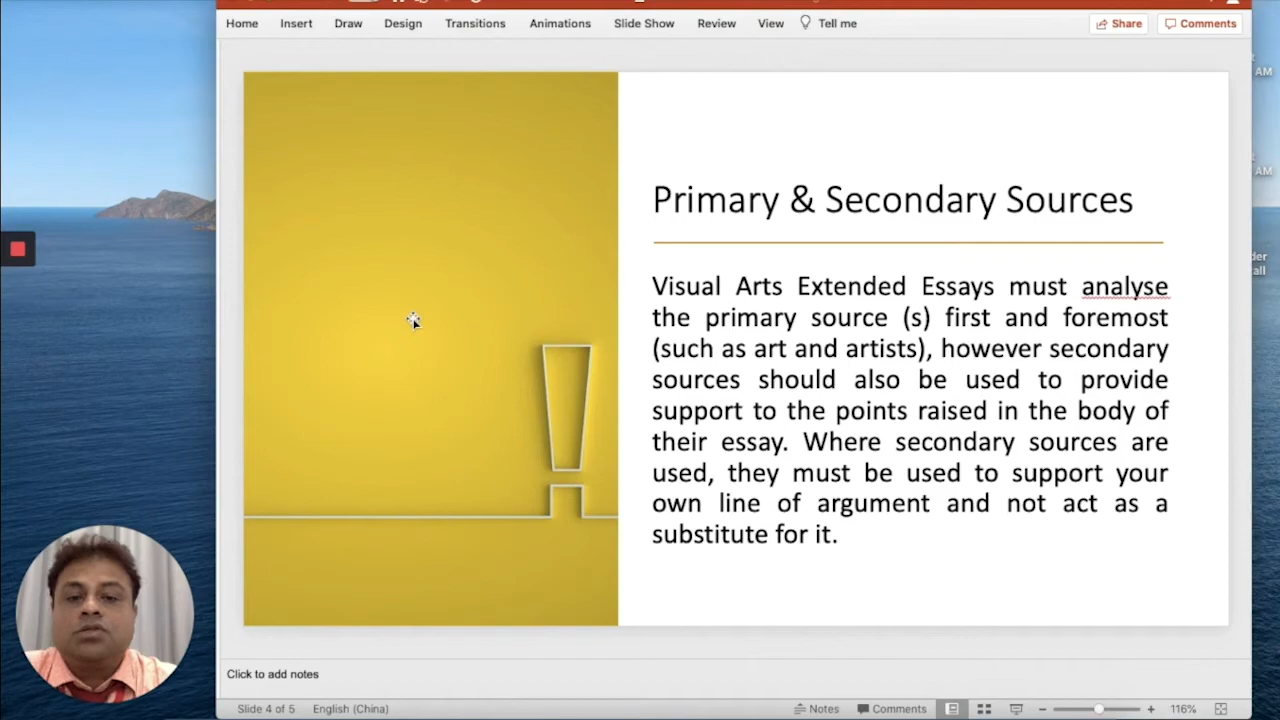 Home Insert Draw Design Transitions Animations Slide Show Review View Tell me Share Comments
AM
Primary & Secondary Sources
AM
Visual Arts Extended Essays must analyse
the primary source (s) first and foremost
(such as art and artists), however secondary
sources should also be used to provide
support to the points raised in the body of
their essay. Where secondary sources are
used, they must be used to support your
own line of argument and not act as a
substitute for it.
Click to add notes
Slide 4 of 5 English (China) Notes Comments 116%